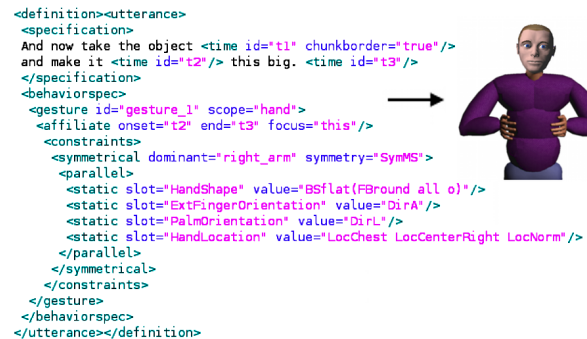 <definition><utterance>
<specification>
And now take the object <time id="t1" chunkborder="true"/>
and make it <time id="t2"/> this big. <time id="t3"/>
</specification>
<behaviorspec>
<gesture id="gesture_1" scope="hand">
<affiliate onset="t2" end="t3" focus="this"/>
<constraints>
<symmetrical dominant="right_arm" symmetry="SymMS">
<parallel>
<static slot="HandShape" value="BSflat(FBround all o)"/>
<static slot="ExtFingerOrientation" value="DirA"/>
<static slot="PalmOrientation" value="DirL"/>
<static slot="HandLocation" value="LocChest LocCenterRight LocNorm"/>
</parallel>
</symmetrical>
</constraints>
</gesture>
</behaviorspec>
</utterance></definition>